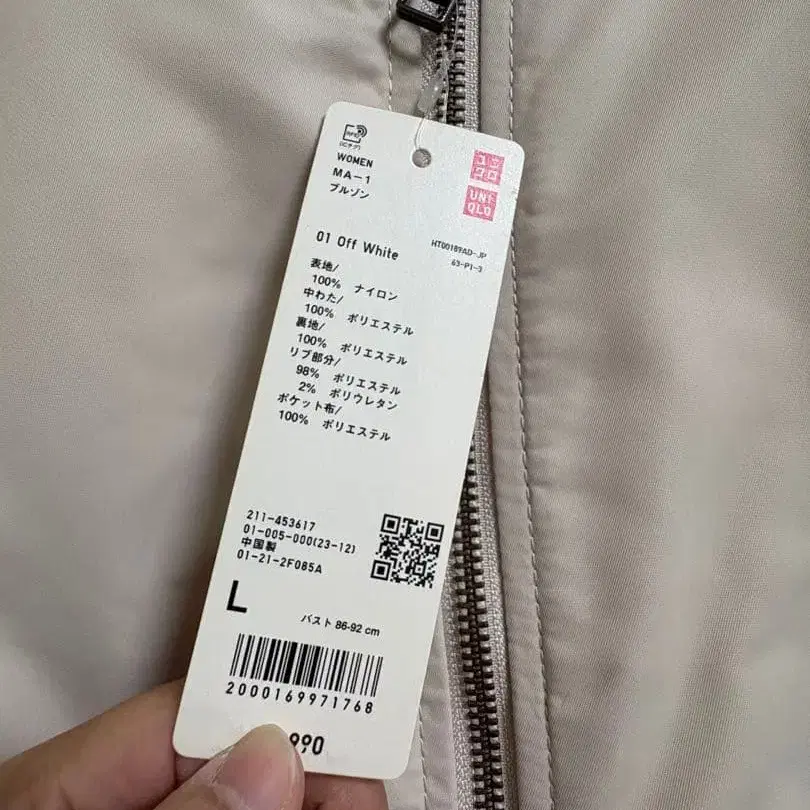 RFID
(ICタグ)
WOMEN
MA-1
ブルゾン
ユニ
クロ
UNI
QLO
01 Off White
HT00189AD-JP
63-P1-3
表地/
100% ナイロン
中わた/
100% ポリエステル
裏地/
100% ポリエステル
リブ部分/
98% ポリエステル
2% ポリウレタン
ポケット布/
100% ポリエステル
211-453617
01-005-000(23-12)
中国製
01-21-2F085A
L
バスト 86-92 cm
2000169971768
990